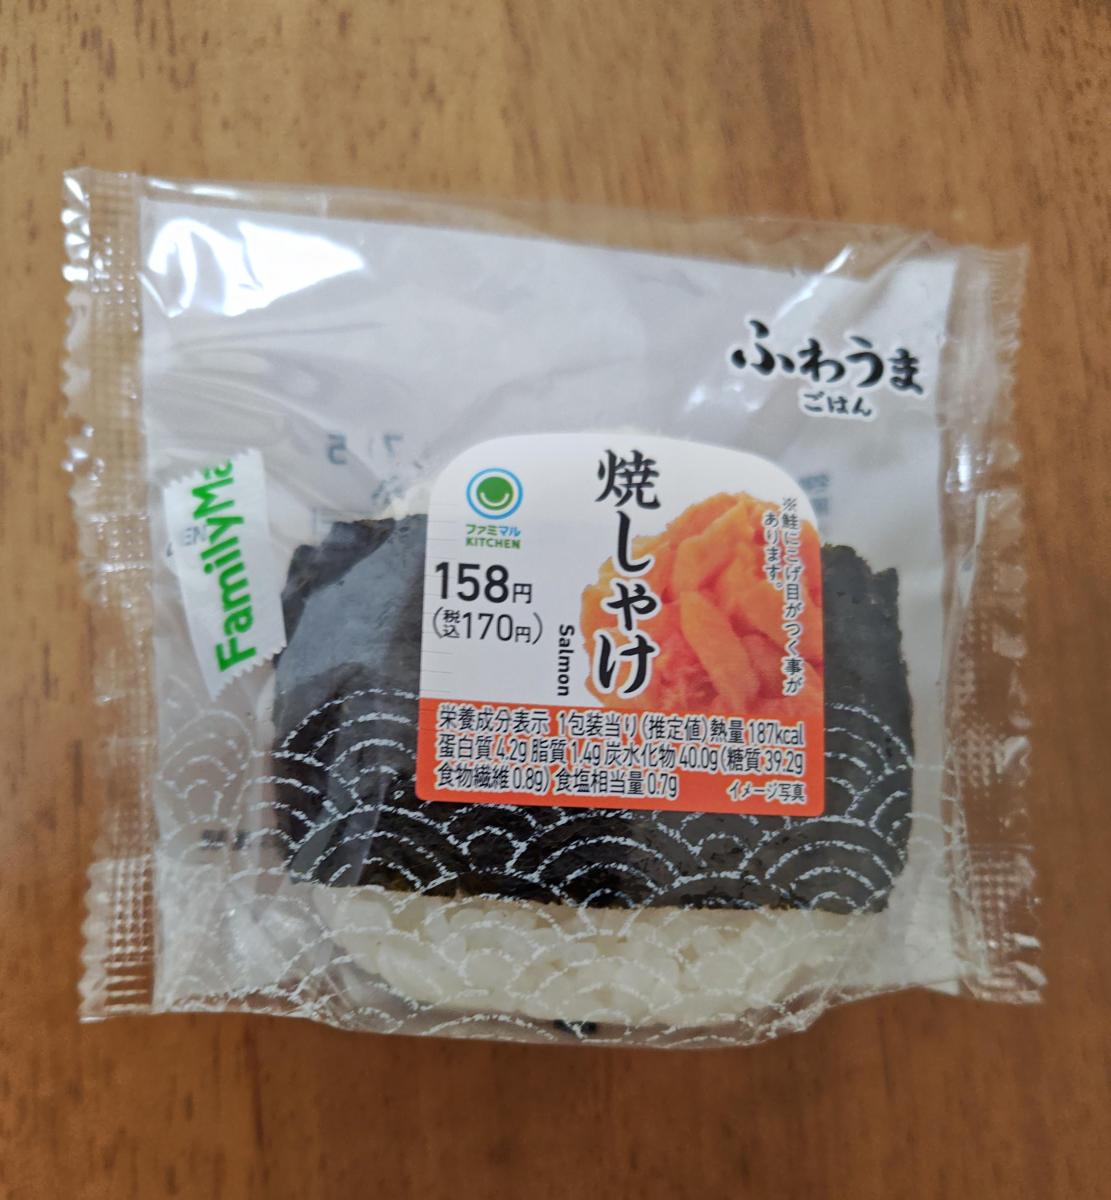 ふわうま
ごはん
FamilyMa
ファミマル
KITCHEN
158円
(税込170円)
焼しゃけ
Salmon
※鮭にこげ目がつく事が
あります。
栄養成分表示 1包装当り(推定値)熱量187kcal
蛋白質4.2g 脂質1.4g 炭水化物40.0g(糖質39.2g
食物繊維0.8g) 食塩相当量0.7g
イメージ写真